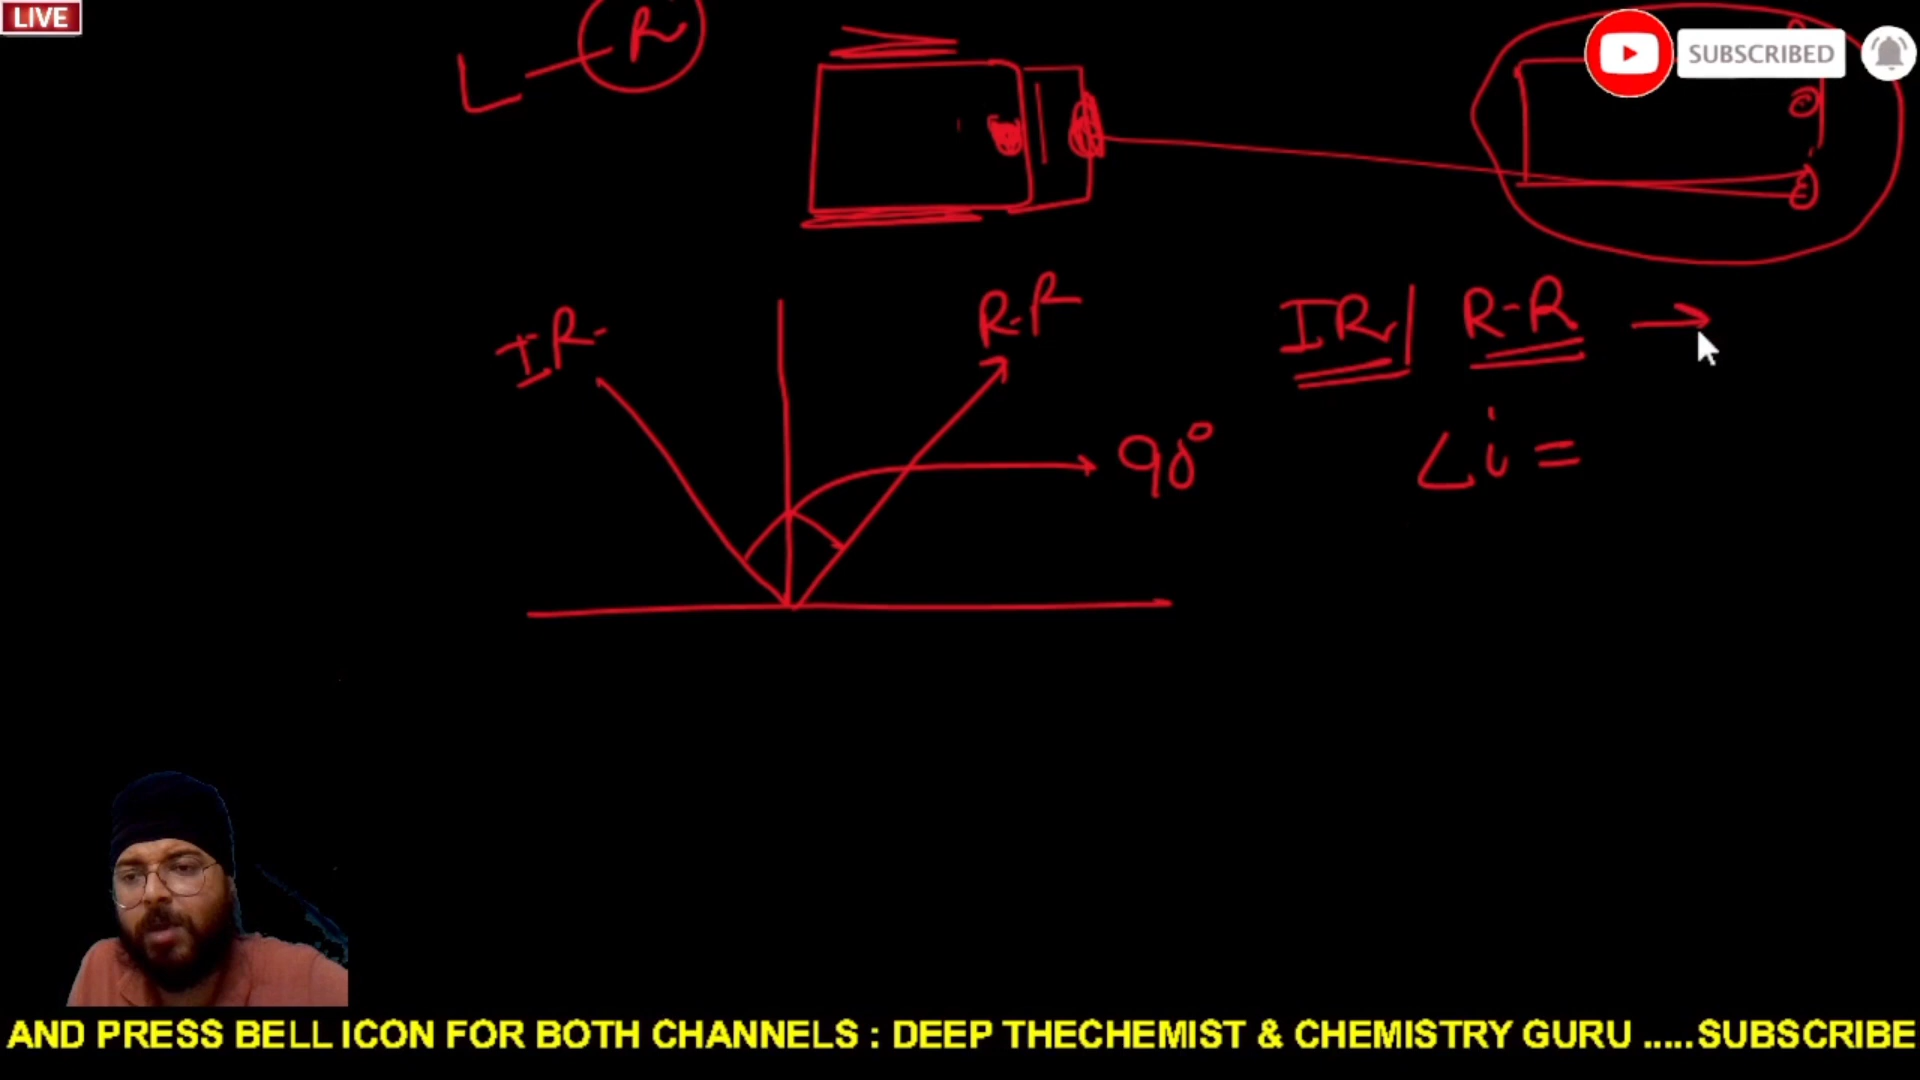 LIVE
SUBSCRIBED
L
R
I.R.
R.R
IR / R-R →
90°
∠i =
AND PRESS BELL ICON FOR BOTH CHANNELS : DEEP THECHEMIST & CHEMISTRY GURU .....SUBSCRIBE